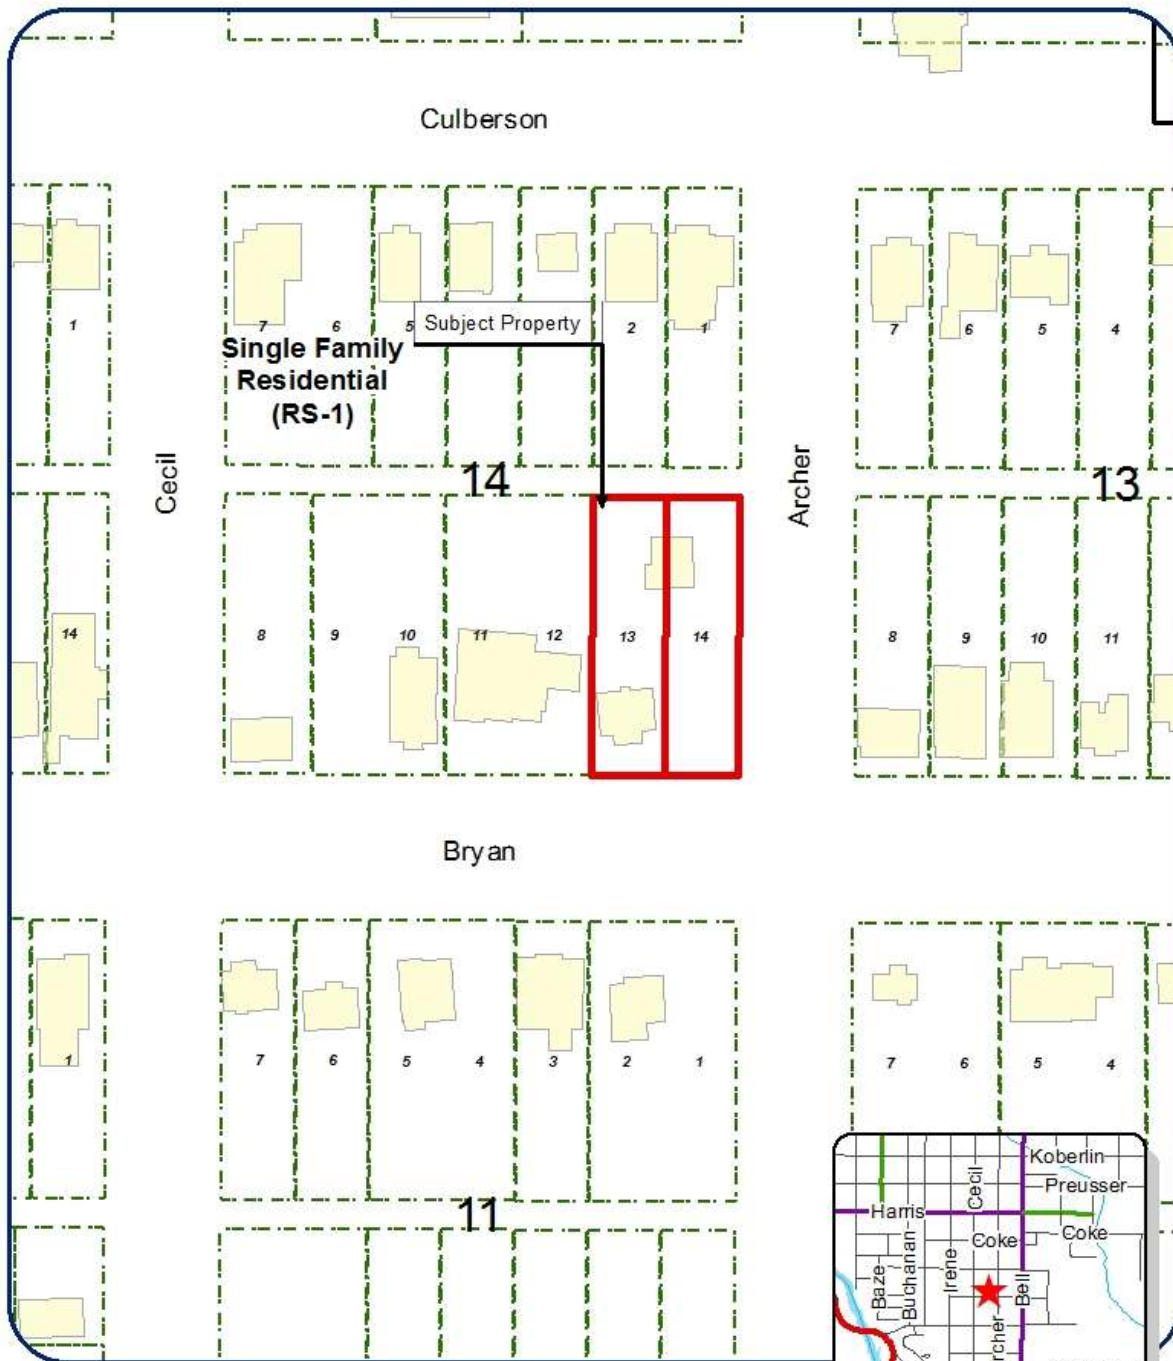 Culberson
1
7
6
5
2
1
7
6
5
4
Subject Property
Single Family
Residential
(RS-1)
Cecil
14
Archer
13
14
8
9
10
11
12
13
14
8
9
10
11
Bryan
1
7
6
5
4
3
2
1
7
6
5
4
11
Koberlin
Cecil
Preusser
Harris
Coke
Coke
Baze
Buchanan
Irene
Bell
rcher